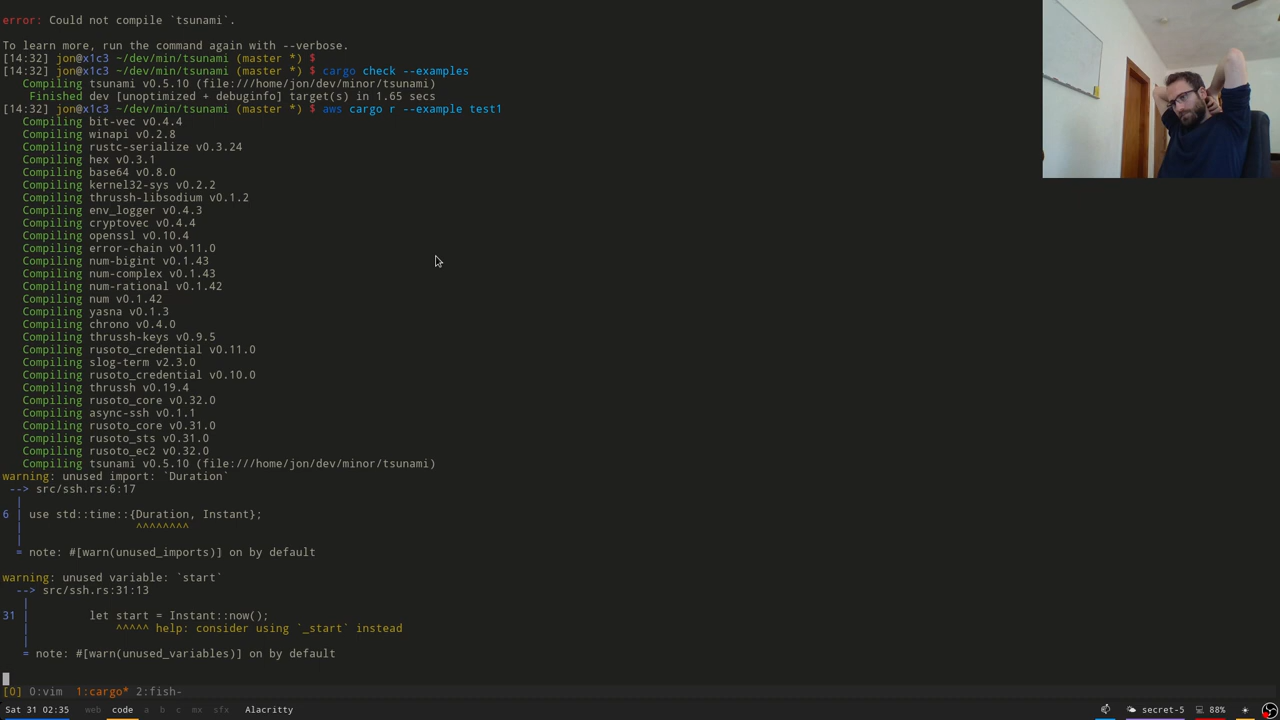 error: Could not compile `tsunami`.
To learn more, run the command again with --verbose.
[14:32] jon@x1c3 ~/dev/min/tsunami (master *) $
[14:32] jon@x1c3 ~/dev/min/tsunami (master *) $ cargo check --examples
Compiling tsunami v0.5.10 (file:///home/jon/dev/minor/tsunami)
Finished dev [unoptimized + debuginfo] target(s) in 1.65 secs
[14:32] jon@x1c3 ~/dev/min/tsunami (master *) $ aws cargo r --example test1
Compiling bit-vec v0.4.4
Compiling winapi v0.2.8
Compiling rustc-serialize v0.3.24
Compiling hex v0.3.1
Compiling base64 v0.8.0
Compiling kernel32-sys v0.2.2
Compiling thrussh-libsodium v0.1.2
Compiling env_logger v0.4.3
Compiling cryptovec v0.4.4
Compiling openssl v0.10.4
Compiling error-chain v0.11.0
Compiling num-bigint v0.1.43
Compiling num-complex v0.1.43
Compiling num-rational v0.1.42
Compiling num v0.1.42
Compiling yasna v0.1.3
Compiling chrono v0.4.0
Compiling thrussh-keys v0.9.5
Compiling rusoto_credential v0.11.0
Compiling slog-term v2.3.0
Compiling rusoto_credential v0.10.0
Compiling thrussh v0.19.4
Compiling rusoto_core v0.32.0
Compiling async-ssh v0.1.1
Compiling rusoto_core v0.31.0
Compiling rusoto_sts v0.31.0
Compiling rusoto_ec2 v0.32.0
Compiling tsunami v0.5.10 (file:///home/jon/dev/minor/tsunami)
warning: unused import: `Duration`
--> src/ssh.rs:6:17
|
6 | use std::time::{Duration, Instant};
| ^^^^^^^^
|
= note: #[warn(unused_imports)] on by default
warning: unused variable: `start`
--> src/ssh.rs:31:13
|
31 | let start = Instant::now();
| ^^^^^ help: consider using `_start` instead
|
= note: #[warn(unused_variables)] on by default
[0] 0:vim 1:cargo* 2:fish-
Sat 31 02:35 web code a b c mx sfx Alacritty secret-5 88%